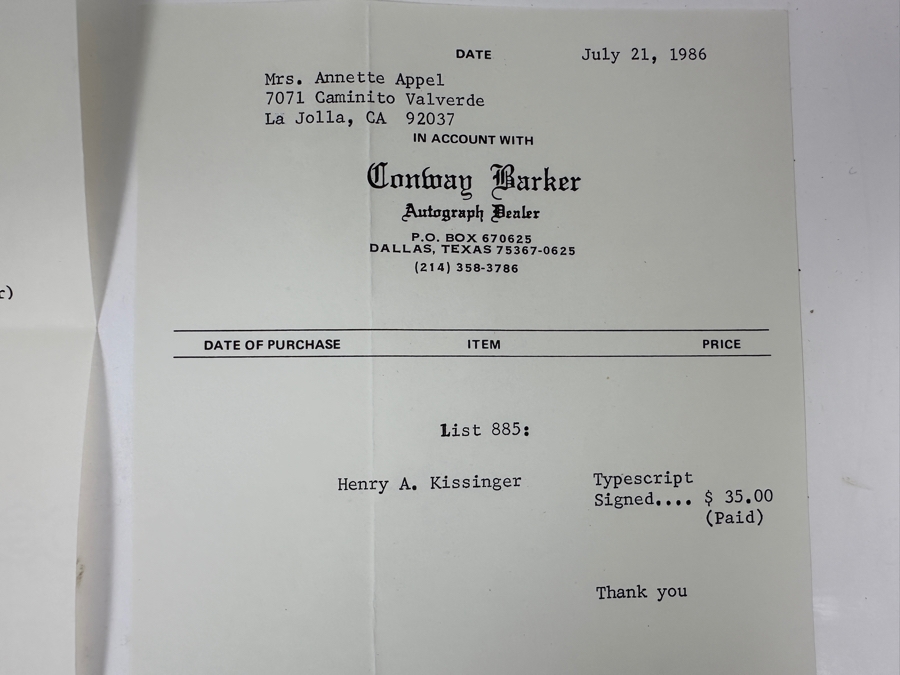 DATE July 21, 1986
Mrs. Annette Appel
7071 Caminito Valverde
La Jolla, CA 92037
IN ACCOUNT WITH
Conway Barker
Autograph Dealer
P.O. BOX 670625
DALLAS, TEXAS 75367-0625
(214) 358-3786
DATE OF PURCHASE ITEM PRICE
List 885:
Henry A. Kissinger Typescript
Signed.... $ 35.00
(Paid)
Thank you